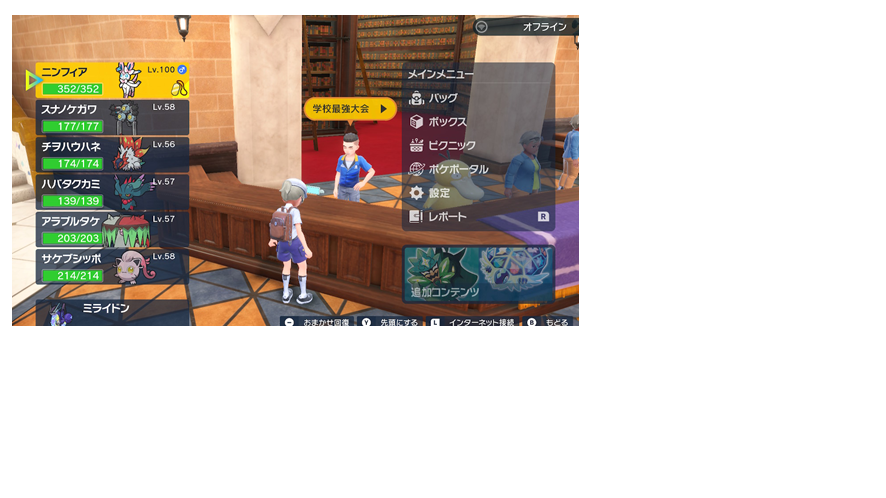 オフライン
ニンフィア
Lv.100
352/352
スナノケガワ
Lv.58
177/177
チヲハウハネ
Lv.56
174/174
ハバタクカミ
Lv.57
139/139
アラブルタケ
Lv.57
203/203
サケブシッポ
Lv.58
214/214
ミライドン
学校最強大会
メインメニュー
バッグ
ボックス
ピクニック
ポケポータル
設定
レポート
R
追加コンテンツ
おまかせ回復
Y 先頭にする
L インターネット接続
B もどる